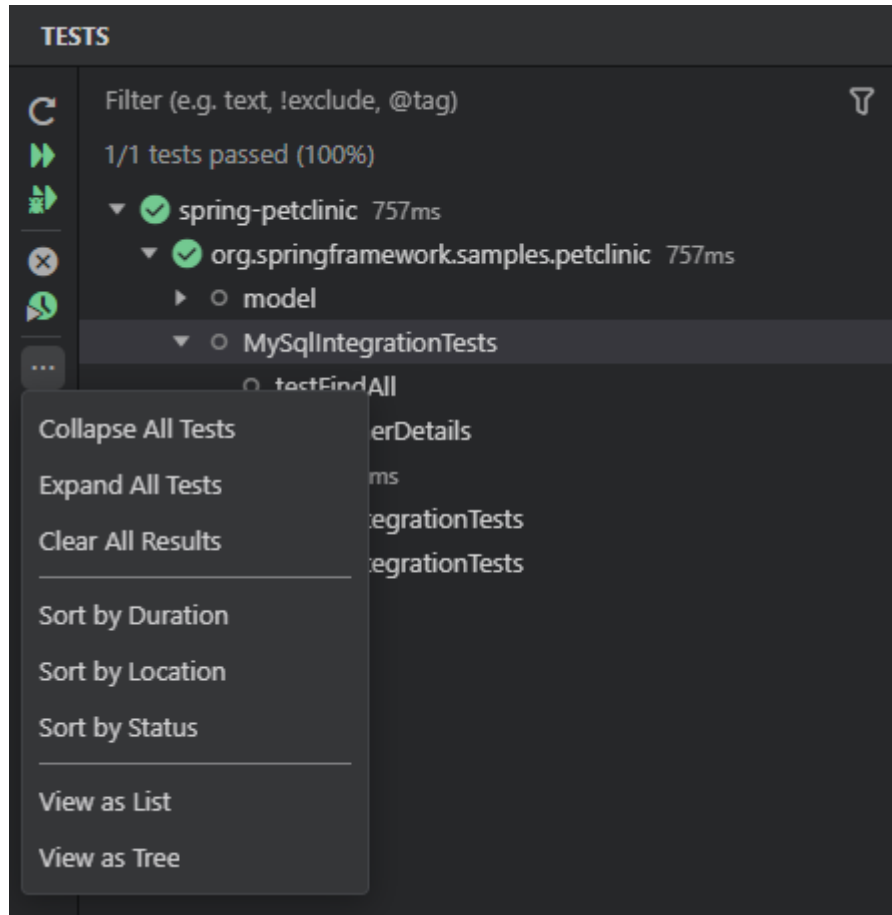 TESTS
Filter (e.g. text, !exclude, @tag)
1/1 tests passed (100%)
spring-petclinic 757ms
org.springframework.samples.petclinic 757ms
model
MySqlIntegrationTests
testFindAll
Collapse All Tests
Expand All Tests
Clear All Results
Sort by Duration
Sort by Location
Sort by Status
View as List
View as Tree